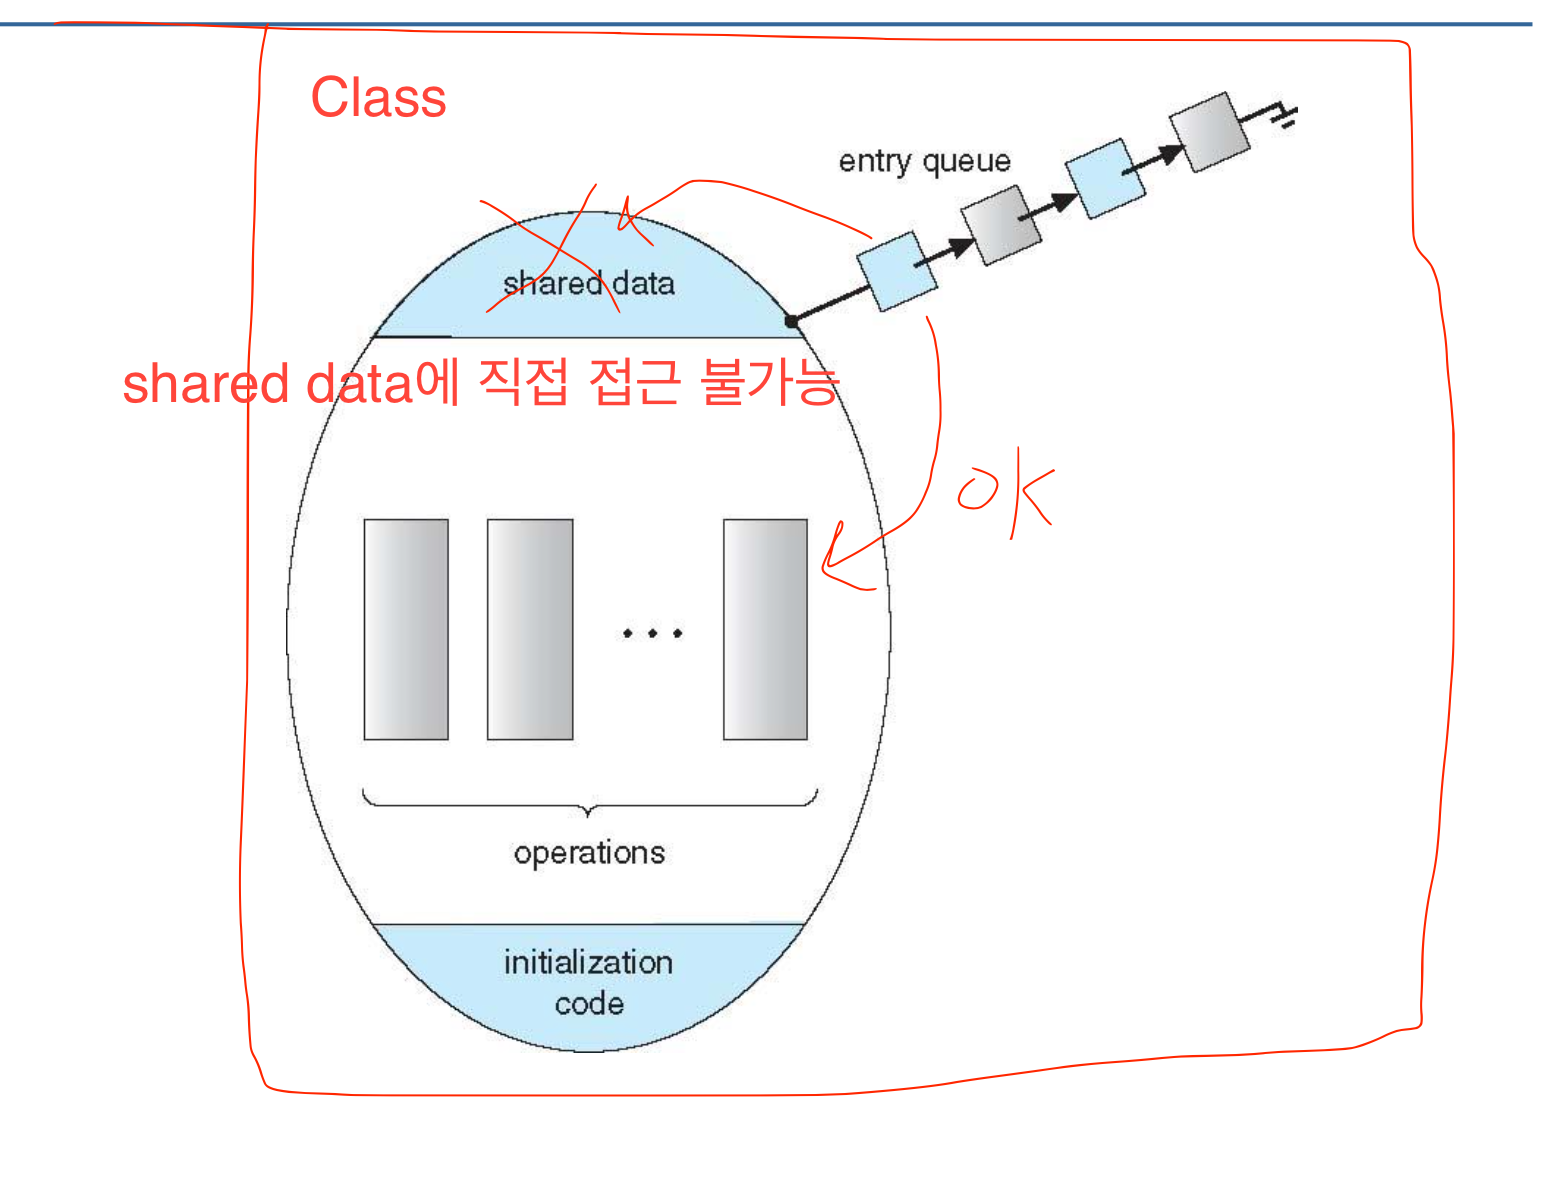 Class
entry queue
shared data
shared data에 직접 접근 불가능
OK
operations
initialization
code